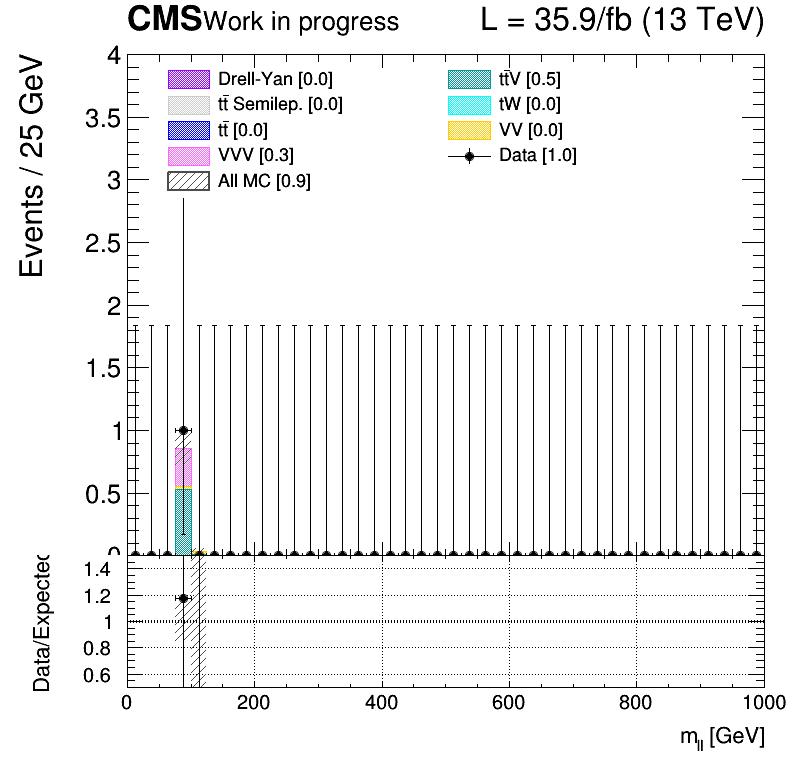 CMS Work in progress L = 35.9/fb (13 TeV)
Events / 25 GeV
4
3.5
3
2.5
2
1.5
1
0.5
0
Drell-Yan [0.0]
tt̄ Semilep. [0.0]
tt̄ [0.0]
VVV [0.3]
All MC [0.9]
tt̄V [0.5]
tW [0.0]
VV [0.0]
Data [1.0]
Data/Expected
1.4
1.2
1
0.8
0.6
0 200 400 600 800 1000
m_ll [GeV]